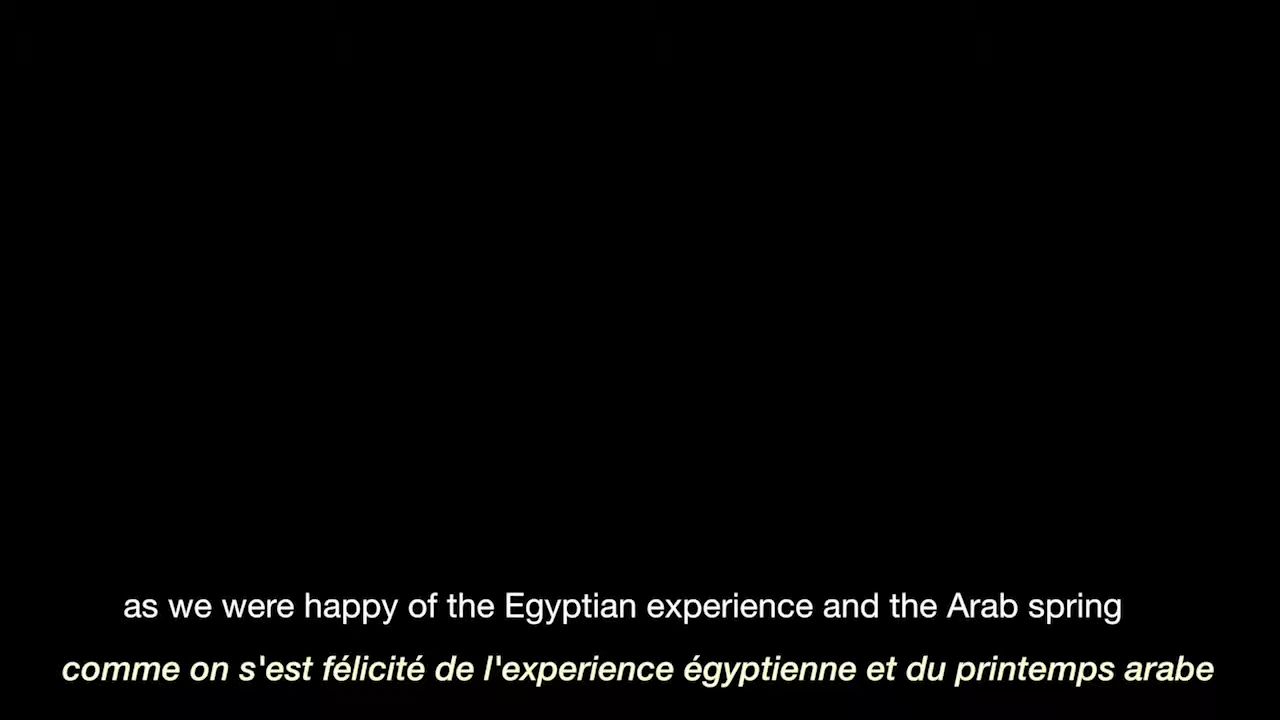 as we were happy of the Egyptian experience and the Arab spring
comme on s'est félicité de l'experience égyptienne et du printemps arabe